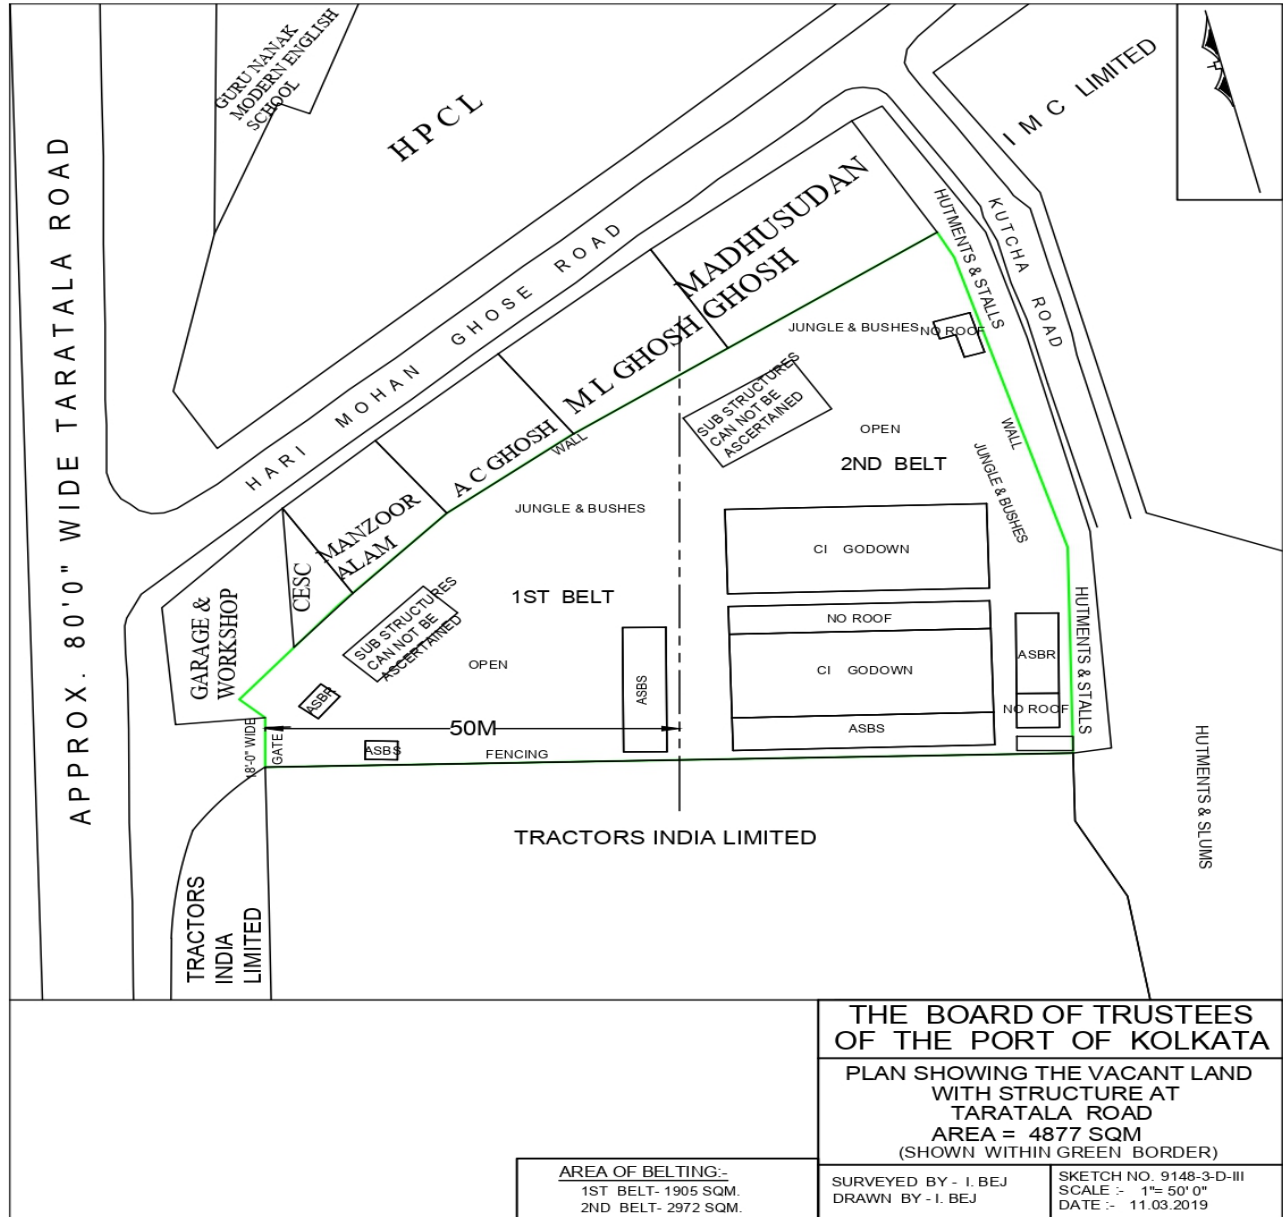 GURU NANAK
MODERN ENGLISH
SCHOOL
H P C L
I M C LIMITED
APPROX. 80'0" WIDE TARATALA ROAD
HARI MOHAN GHOSE ROAD
KUTCHA ROAD
HUTMENTS & STALLS
MADHUSUDAN
GHOSH
M L GHOSH
A C GHOSH
MANZOOR
ALAM
CESC
GARAGE &
WORKSHOP
WALL
JUNGLE & BUSHES
NO ROOF
SUB STRUCTURES
CAN NOT BE
ASCERTAINED
OPEN
2ND BELT
WALL
JUNGLE & BUSHES
JUNGLE & BUSHES
CI GODOWN
1ST BELT
NO ROOF
SUB STRUCTURES
CAN NOT BE
ASCERTAINED
OPEN
CI GODOWN
ASBR
ASBS
ASBR
NO ROOF
HUTMENTS & STALLS
50M
ASBS
ASBS
FENCING
18'-0" WIDE
GATE
HUTMENTS & SLUMS
TRACTORS INDIA LIMITED
TRACTORS
INDIA
LIMITED
THE BOARD OF TRUSTEES
OF THE PORT OF KOLKATA
PLAN SHOWING THE VACANT LAND
WITH STRUCTURE AT
TARATALA ROAD
AREA = 4877 SQM
(SHOWN WITHIN GREEN BORDER)
AREA OF BELTING:-
1ST BELT- 1905 SQM.
2ND BELT- 2972 SQM.
SURVEYED BY - I. BEJ
DRAWN BY - I. BEJ
SKETCH NO. 9148-3-D-III
SCALE :- 1"= 50' 0"
DATE :- 11.03.2019